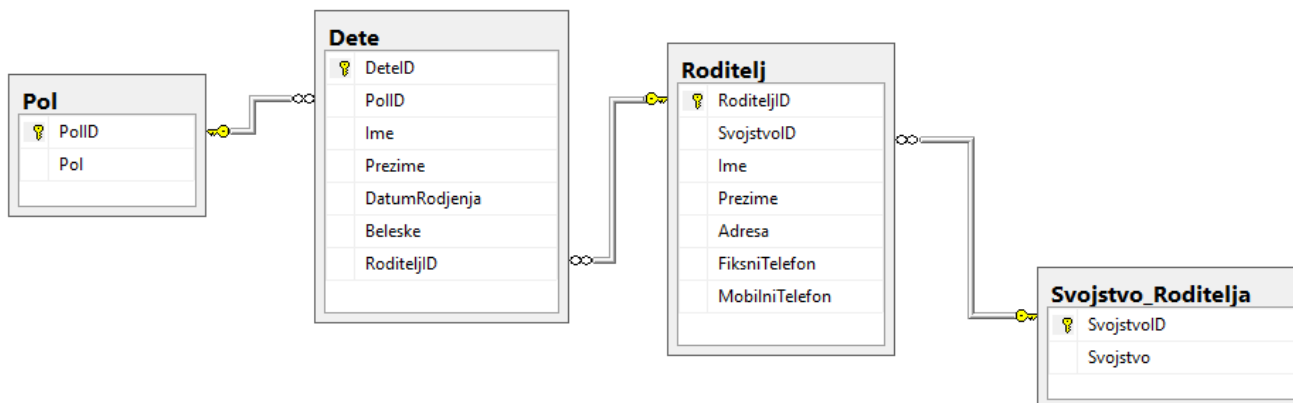 Pol
PolID
Pol
Dete
DeteID
PolID
Ime
Prezime
DatumRodjenja
Beleske
RoditeljID
Roditelj
RoditeljID
SvojstvoID
Ime
Prezime
Adresa
FiksniTelefon
MobilniTelefon
Svojstvo_Roditelja
SvojstvoID
Svojstvo